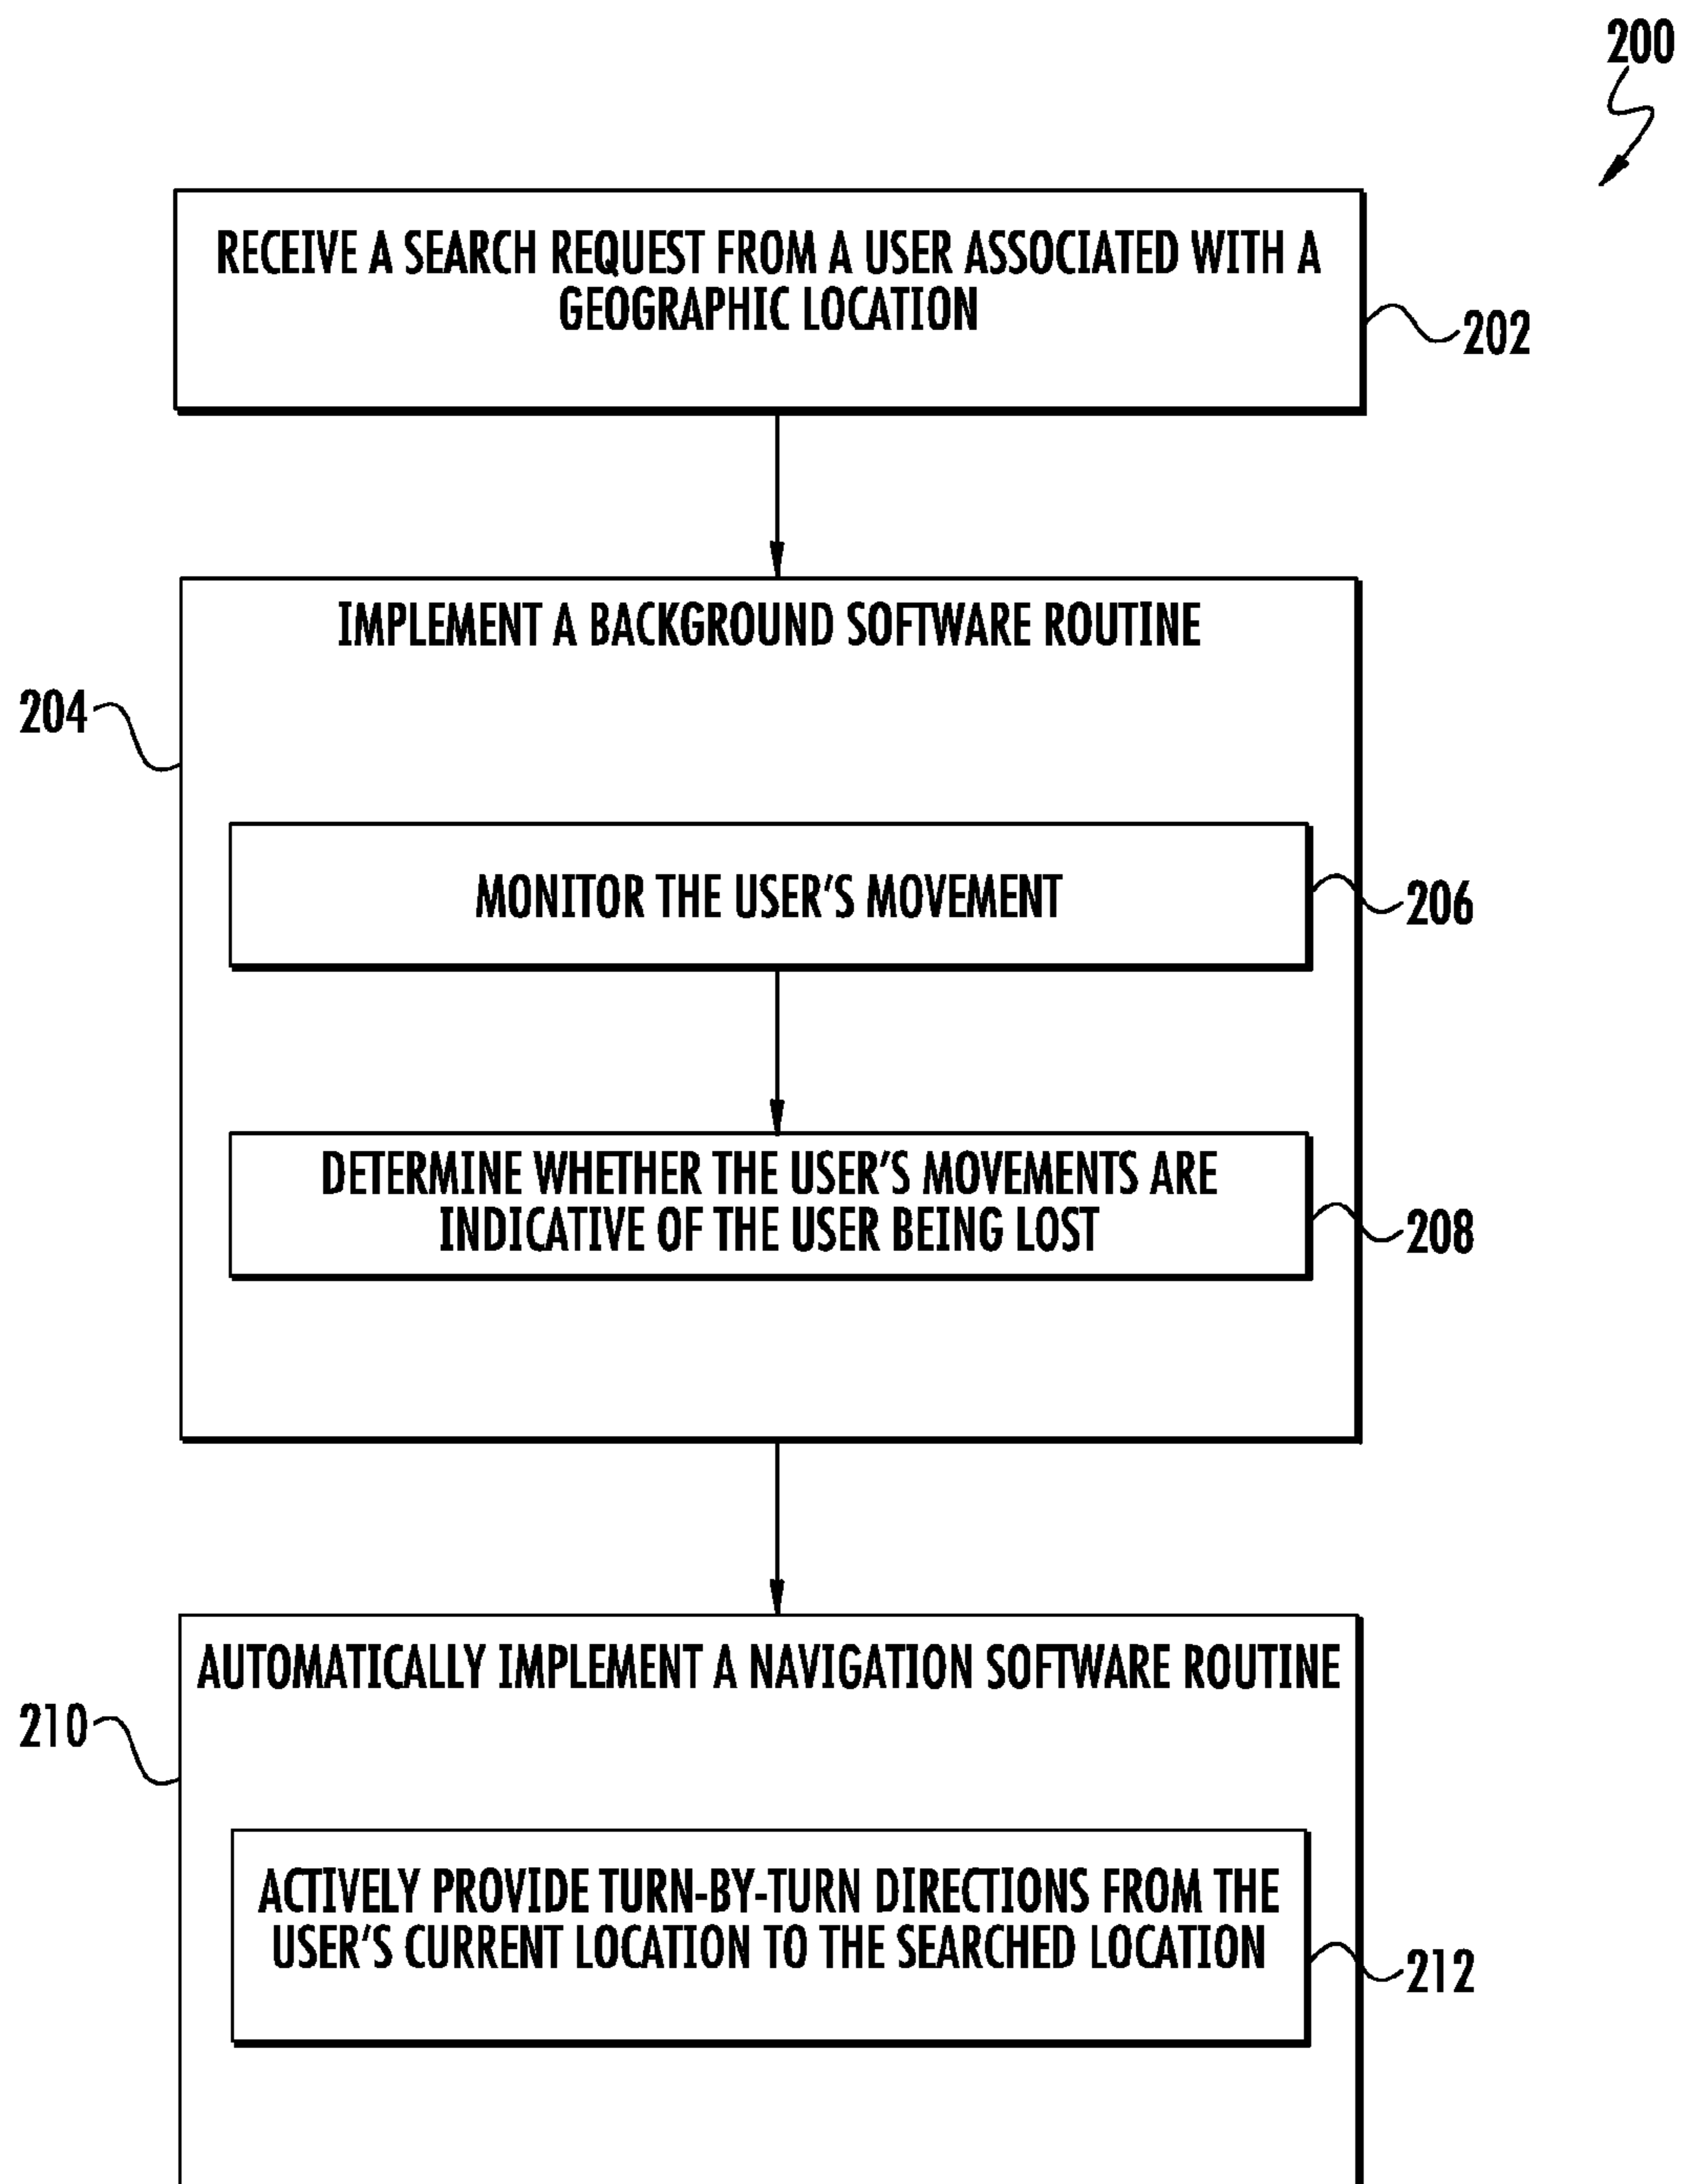 200
RECEIVE A SEARCH REQUEST FROM A USER ASSOCIATED WITH A
GEOGRAPHIC LOCATION
202
IMPLEMENT A BACKGROUND SOFTWARE ROUTINE
204
MONITOR THE USER'S MOVEMENT
206
DETERMINE WHETHER THE USER'S MOVEMENTS ARE
INDICATIVE OF THE USER BEING LOST
208
AUTOMATICALLY IMPLEMENT A NAVIGATION SOFTWARE ROUTINE
210
ACTIVELY PROVIDE TURN-BY-TURN DIRECTIONS FROM THE
USER'S CURRENT LOCATION TO THE SEARCHED LOCATION
212